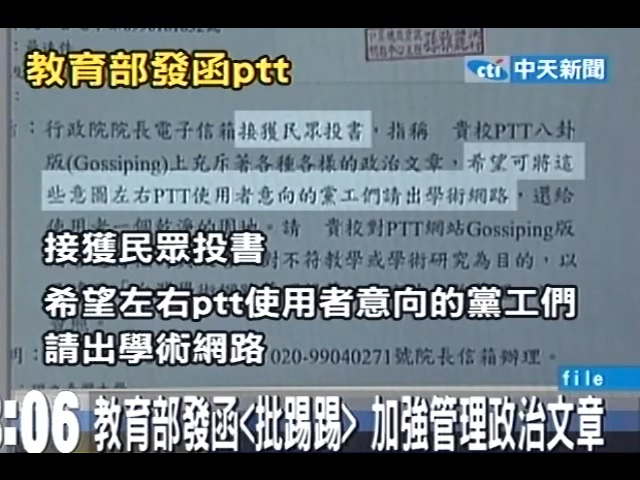 教育部發函ptt
cti 中天新聞
行政院院長電子信箱接獲民眾投書，指稱 貴校PTT八卦
版(Gossiping)上充斥著各種各樣的政治文章，希望可將這
些意圖左右PTT使用者意向的黨工們請出學術網路，還給
使用者一個乾淨的園地。請 貴校對PTT網站Gossiping版
對不符教學或學術研究為目的，以
接獲民眾投書
希望左右ptt使用者意向的黨工們
請出學術網路
020-99040271號院長信箱辦理。
file
:06 教育部發函<批踢踢> 加強管理政治文章